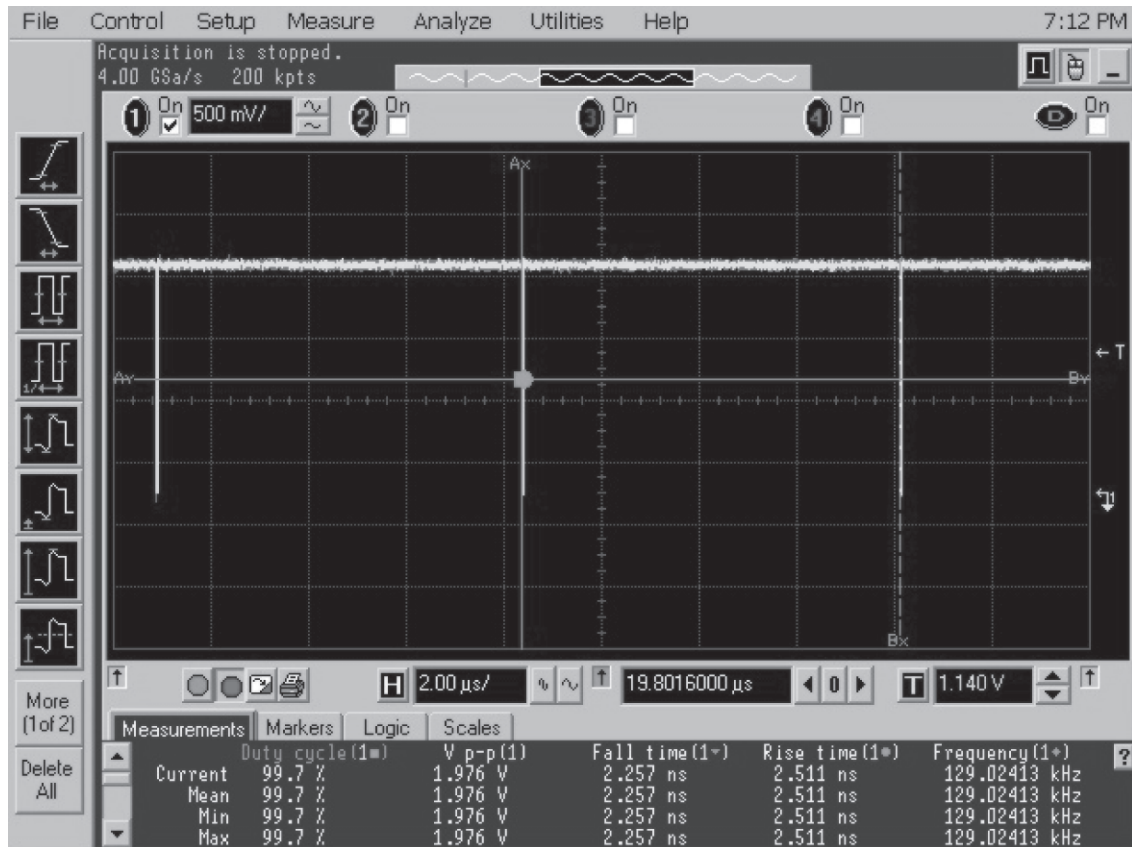 File Control Setup Measure Analyze Utilities Help 7:12 PM
Acquisition is stopped.
4.00 GSa/s 200 kpts
1 On 500 mV/ 2 On 3 On 4 On D On
Ax
T
Ay By
1
Bx
H 2.00 µs/ 19.8016000 µs 0 T 1.140 V
More
(1of 2)
Delete
All
Measurements Markers Logic Scales
Duty cycle(1) V p-p(1) Fall time(1) Rise time(1) Frequency(1) ?
Current 99.7 % 1.976 V 2.257 ns 2.511 ns 129.02413 kHz
Mean 99.7 % 1.976 V 2.257 ns 2.511 ns 129.02413 kHz
Min 99.7 % 1.976 V 2.257 ns 2.511 ns 129.02413 kHz
Max 99.7 % 1.976 V 2.257 ns 2.511 ns 129.02413 kHz